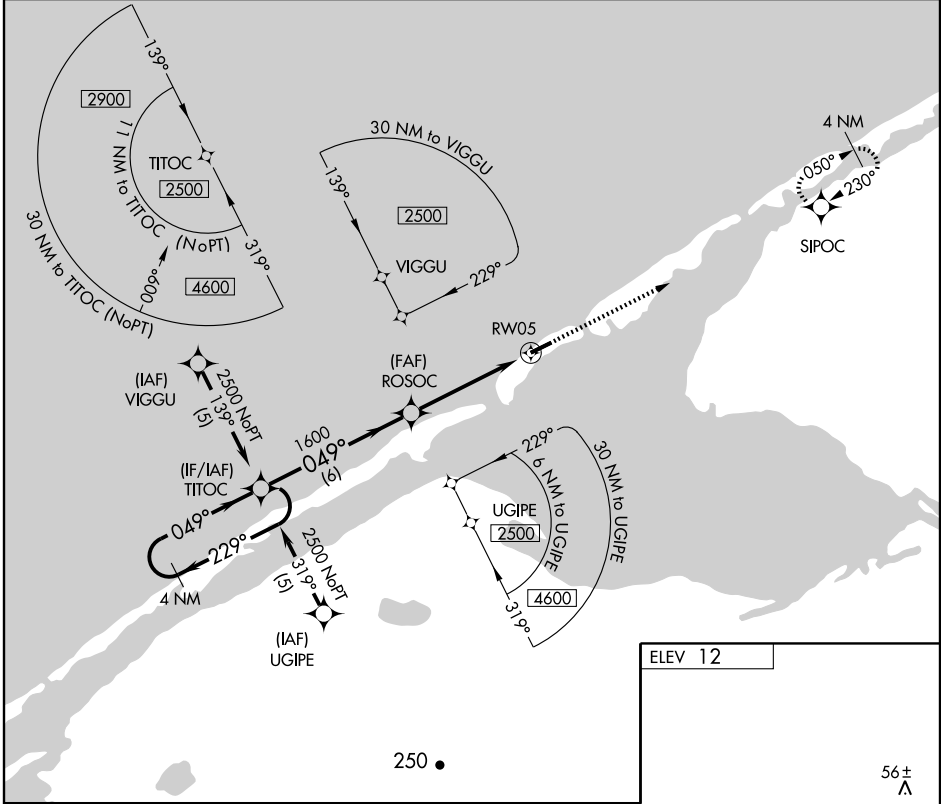 139°
2900
11 NM to TITOC (NoPT)
TITOC
2500
30 NM to TITOC (NoPT)
009°
4600
319°
30 NM to VIGGU
139°
2500
VIGGU
229°
4 NM
050°
230°
SIPOC
RW05
(FAF)
ROSOC
(IAF)
VIGGU
2500 NoPT
139°
(5)
1600
049°
(6)
(IF/IAF)
TITOC
049°
229°
4 NM
2500 NoPT
319°
(5)
(IAF)
UGIPE
229°
6 NM to UGIPE
30 NM to UGIPE
UGIPE
2500
4600
319°
ELEV 12
250
56±